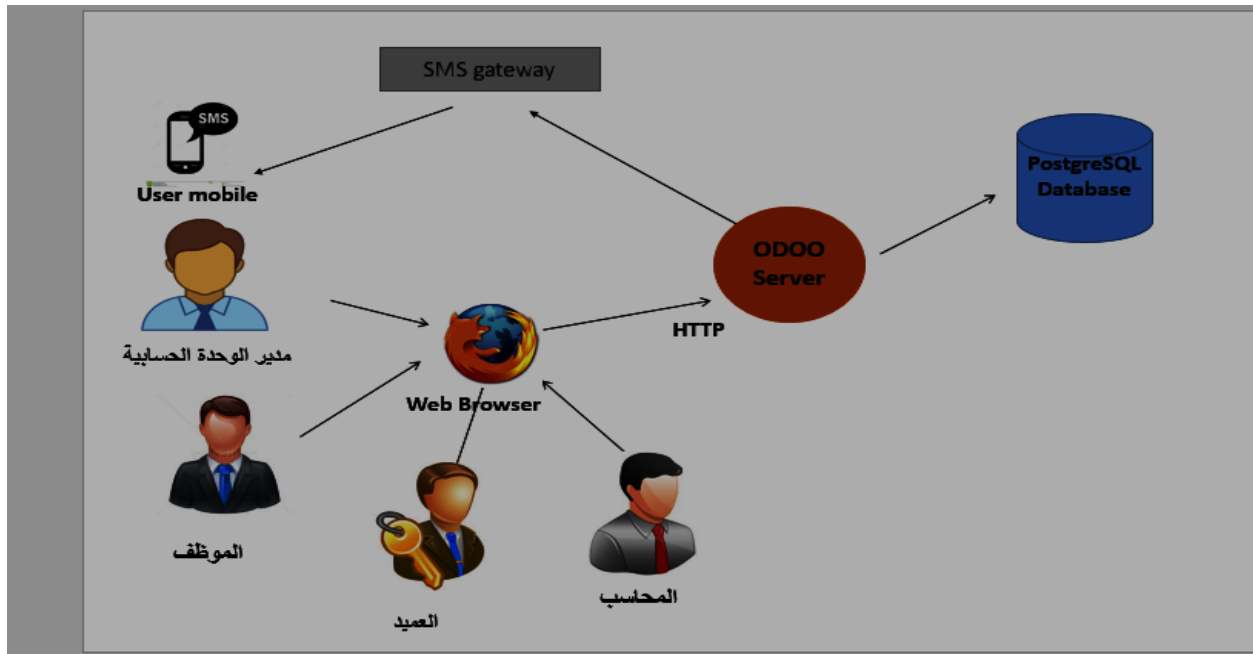 SMS gateway
SMS
User mobile
PostgreSQL
Database
ODOO
Server
HTTP
مدير الوحدة الحسابية
Web Browser
الموظف
العميد
المحاسب